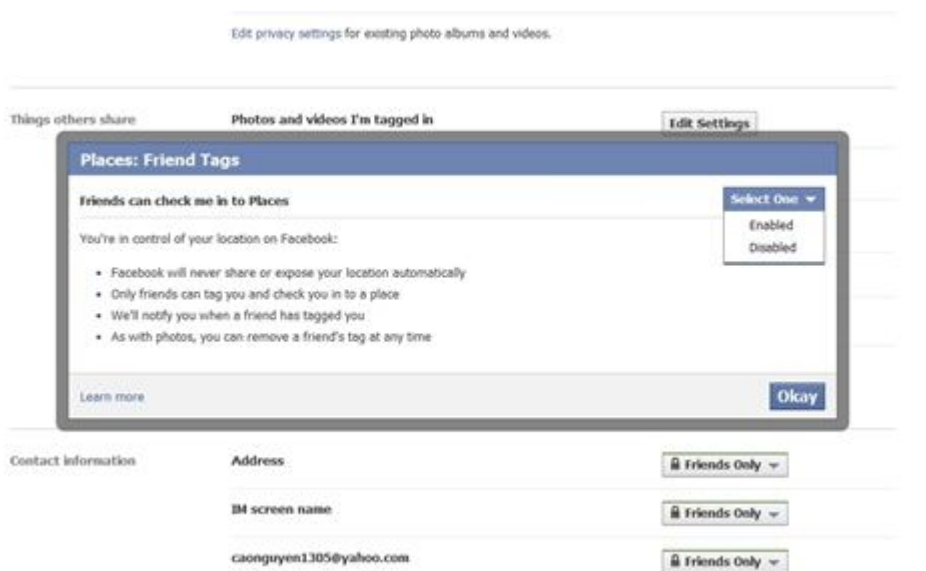 Edit privacy settings for existing photo albums and videos.
Things others share
Photos and videos I'm tagged in
Edit Settings
Places: Friend Tags
Friends can check me in to Places
Select One
Enabled
Disabled
You're in control of your location on Facebook:
• Facebook will never share or expose your location automatically
• Only friends can tag you and check you in to a place
• We'll notify you when a friend has tagged you
• As with photos, you can remove a friend's tag at any time
Learn more
Okay
Contact information
Address
Friends Only
IM screen name
Friends Only
caonguyen1305@yahoo.com
Friends Only